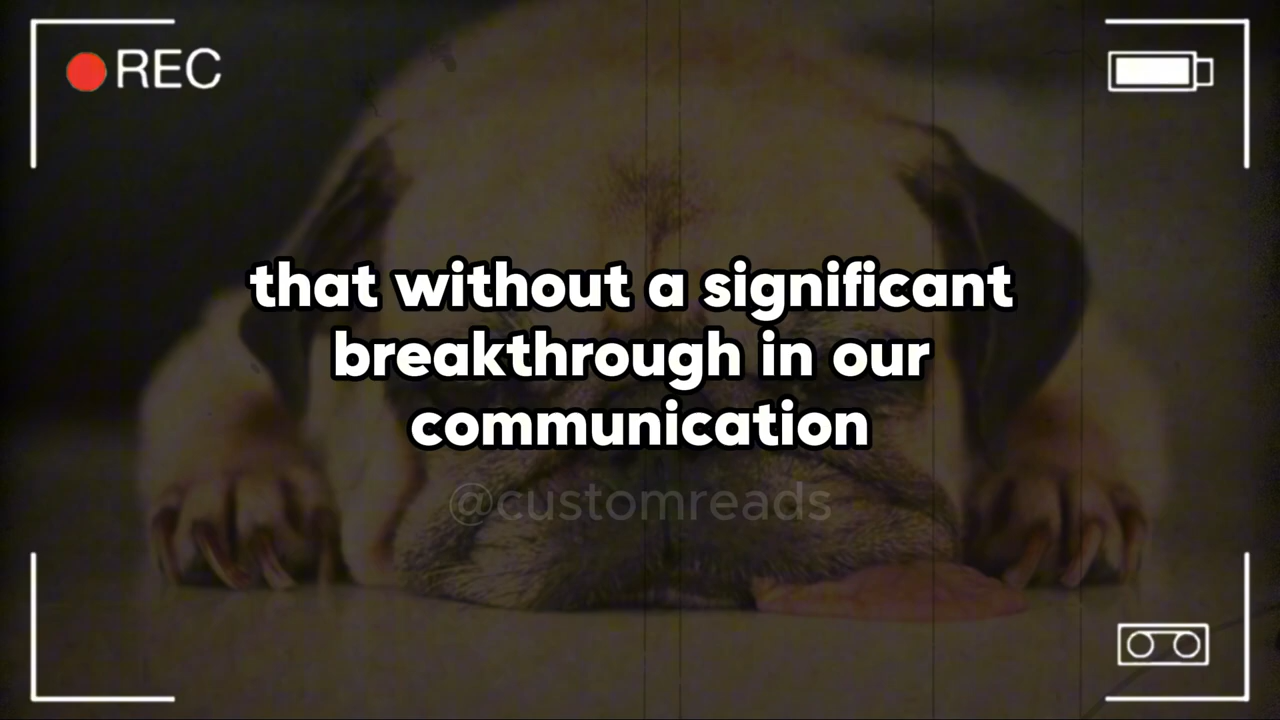 REC
that without a significant
breakthrough in our
communication
@customreads